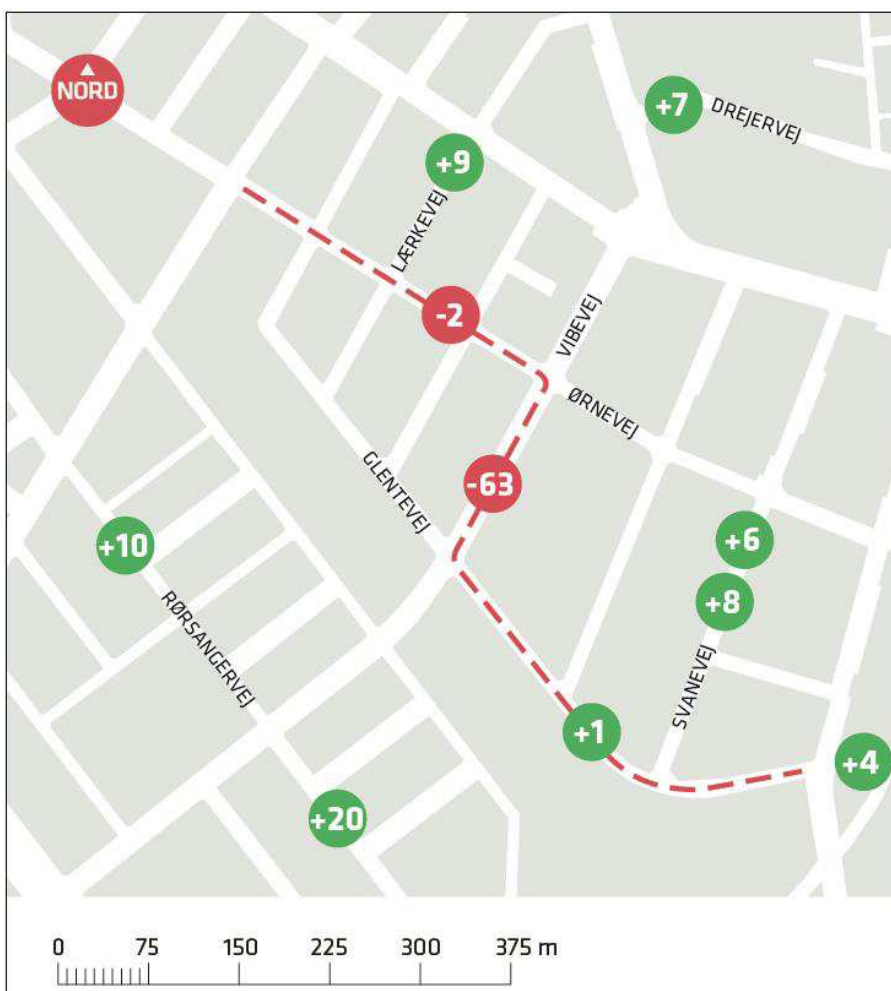 NORD
+7
DREJERVEJ
+9
LÆRKEVEJ
-2
VIBEVEJ
ØRNEVEJ
GLENTEVEJ
-63
+10
+6
+8
RØRSANGERVEJ
SVANEVEJ
+1
+4
+20
0 75 150 225 300 375 m